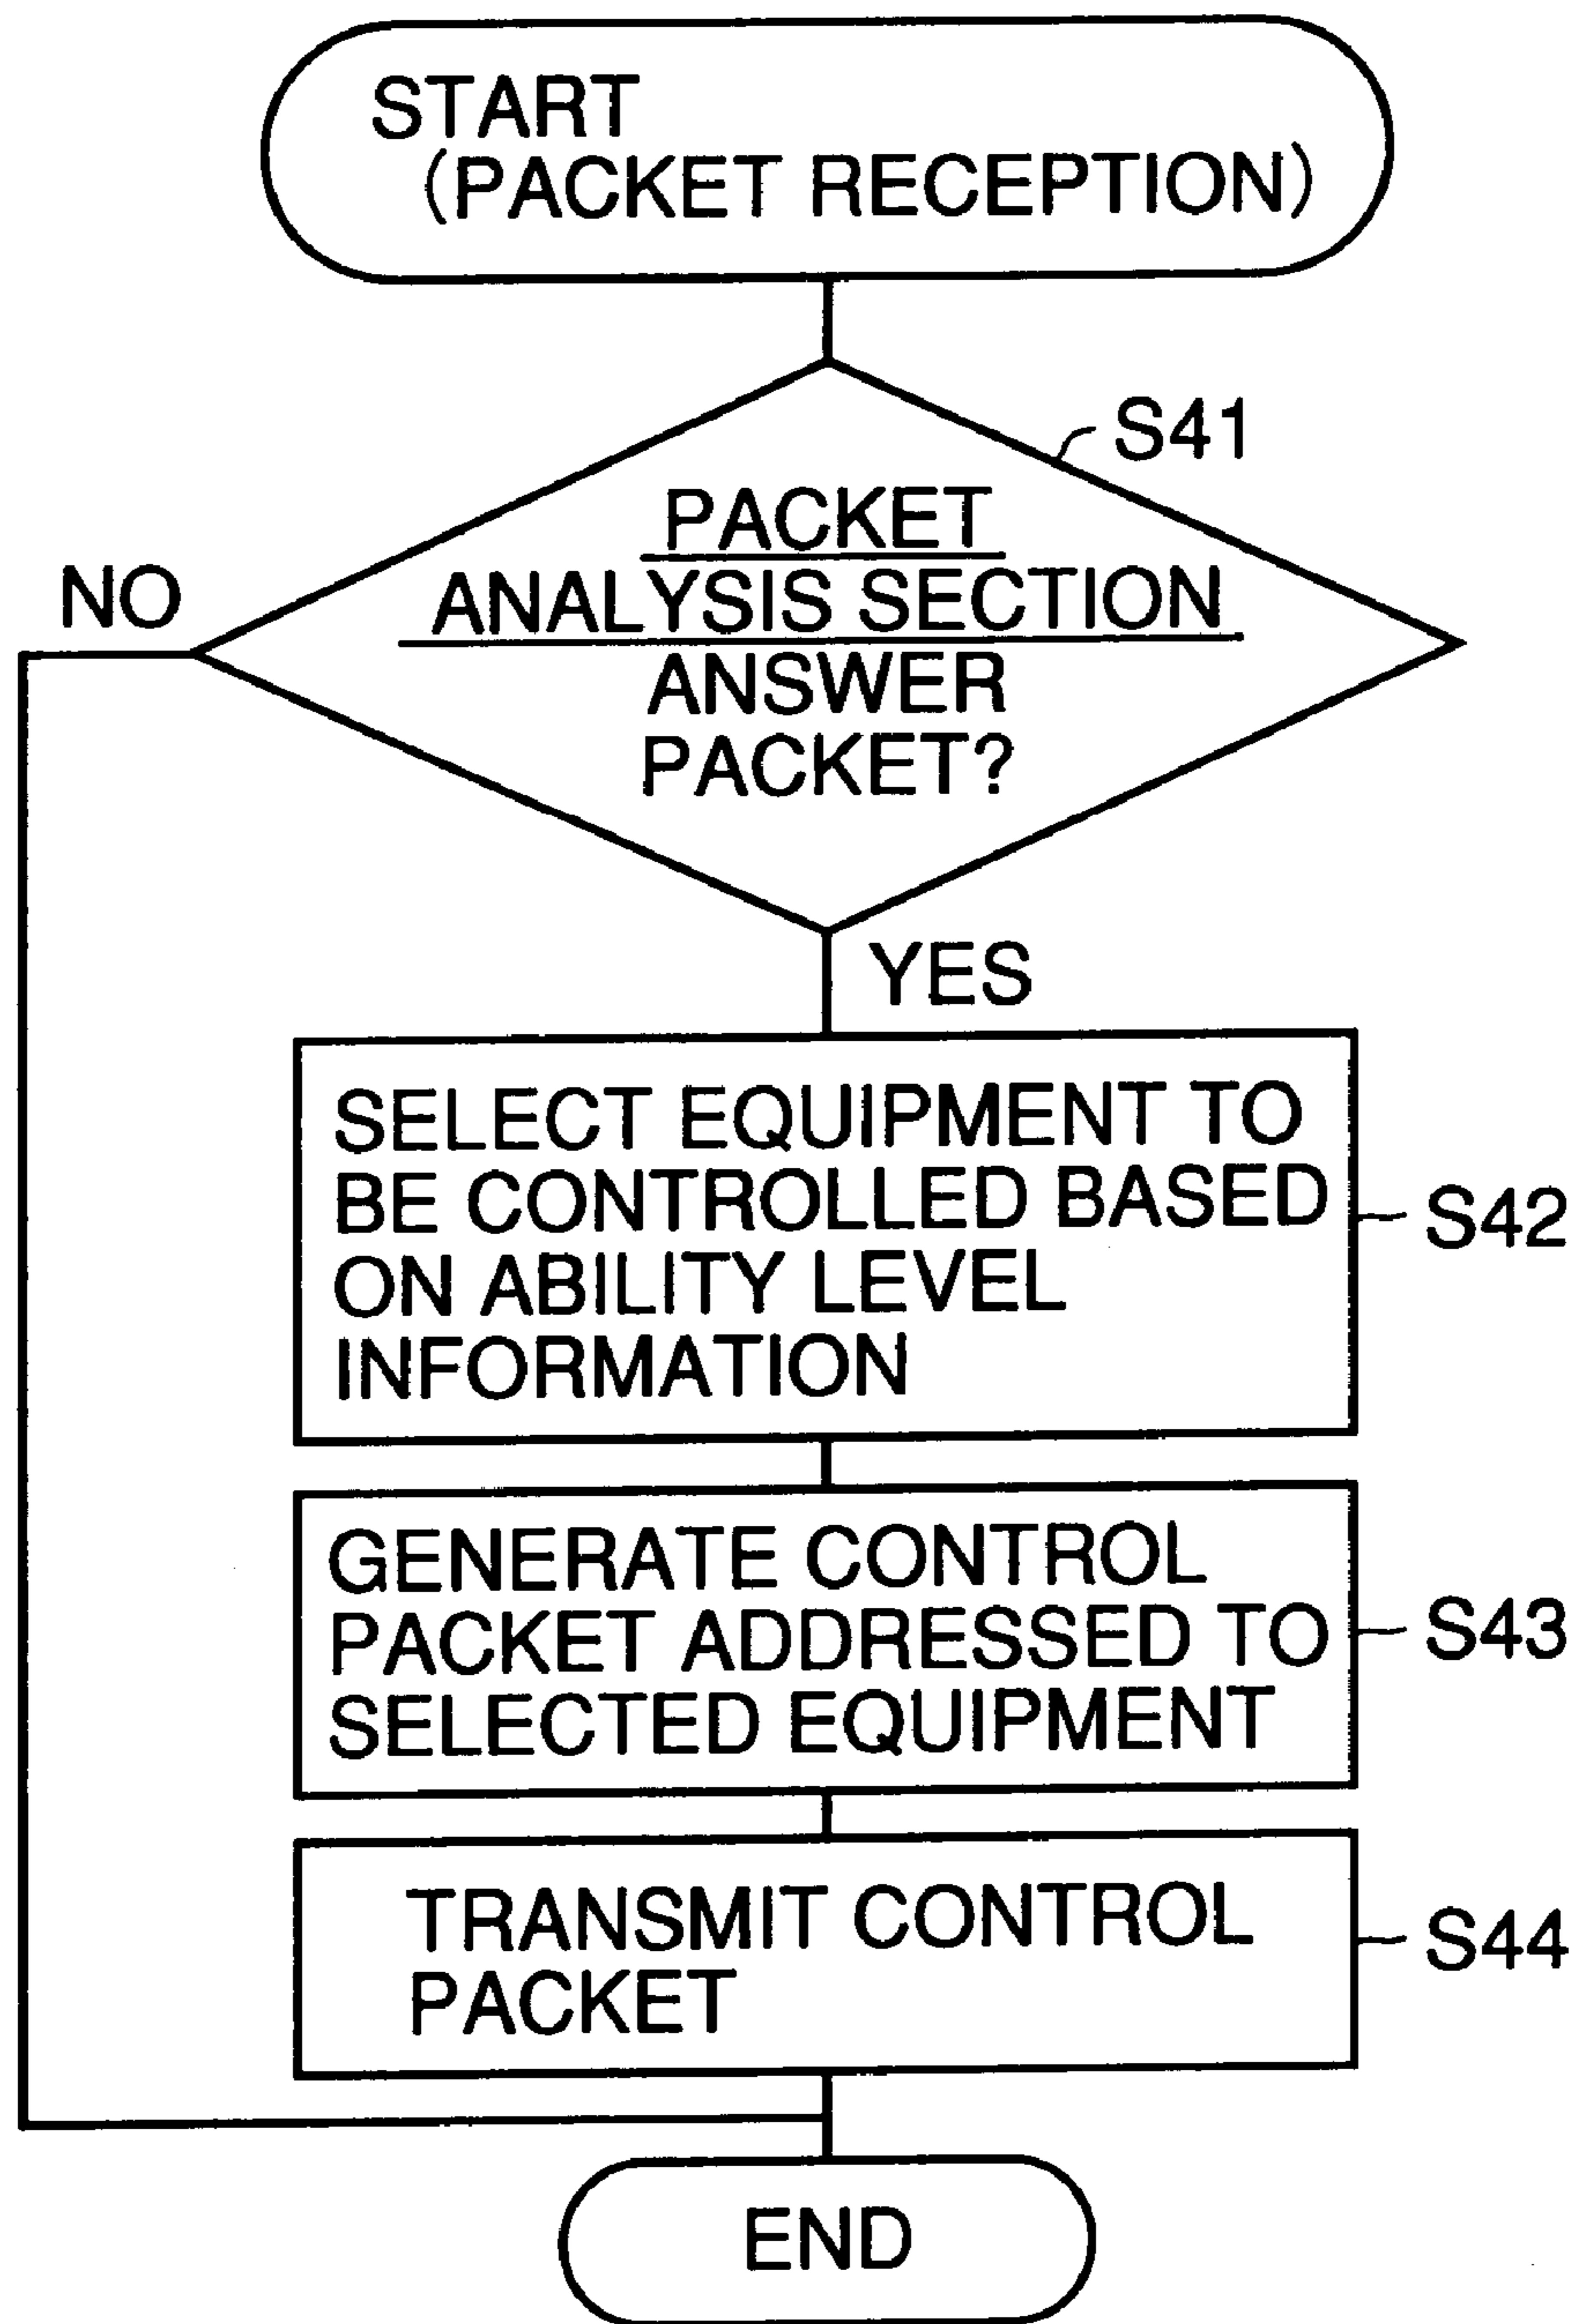 START
(PACKET RECEPTION)
S41
PACKET
ANALYSIS SECTION
ANSWER
PACKET?
NO
YES
SELECT EQUIPMENT TO
BE CONTROLLED BASED
ON ABILITY LEVEL
INFORMATION
S42
GENERATE CONTROL
PACKET ADDRESSED TO
SELECTED EQUIPMENT
S43
TRANSMIT CONTROL
PACKET
S44
END